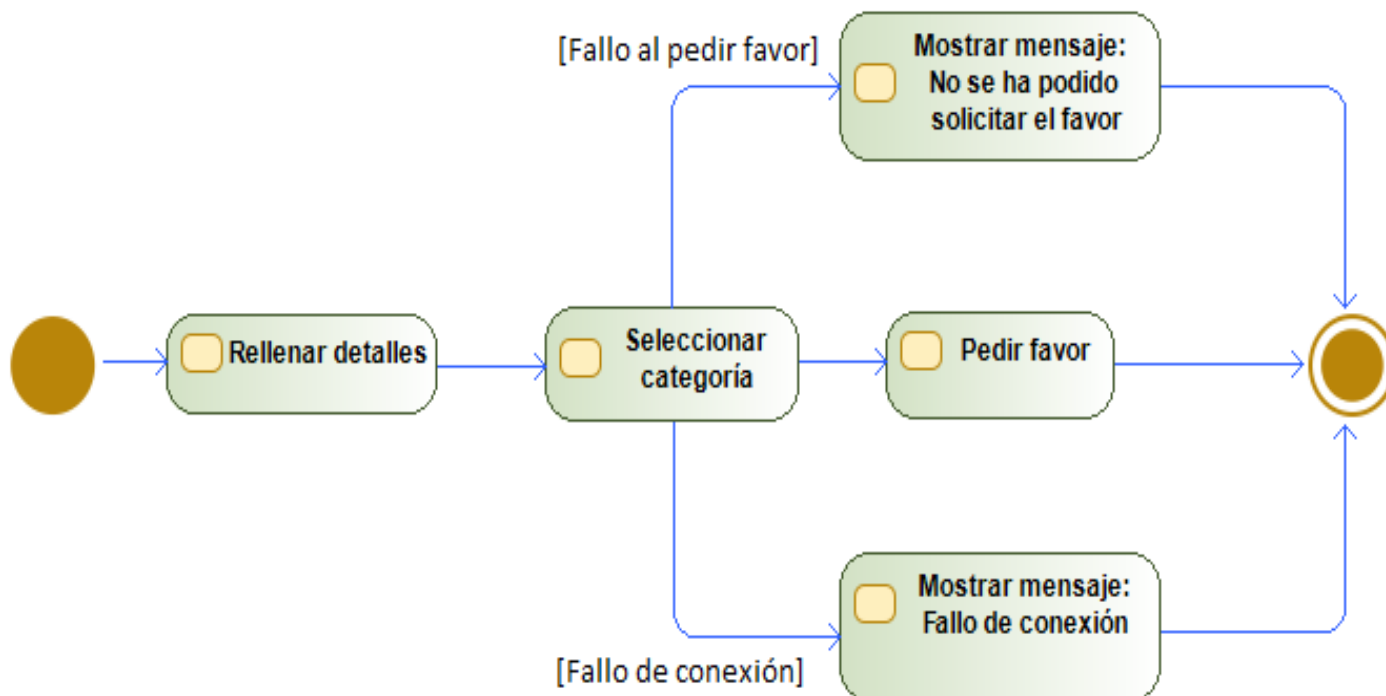 [Fallo al pedir favor]
Mostrar mensaje:
No se ha podido
solicitar el favor
Rellenar detalles
Seleccionar
categoría
Pedir favor
Mostrar mensaje:
Fallo de conexión
[Fallo de conexión]